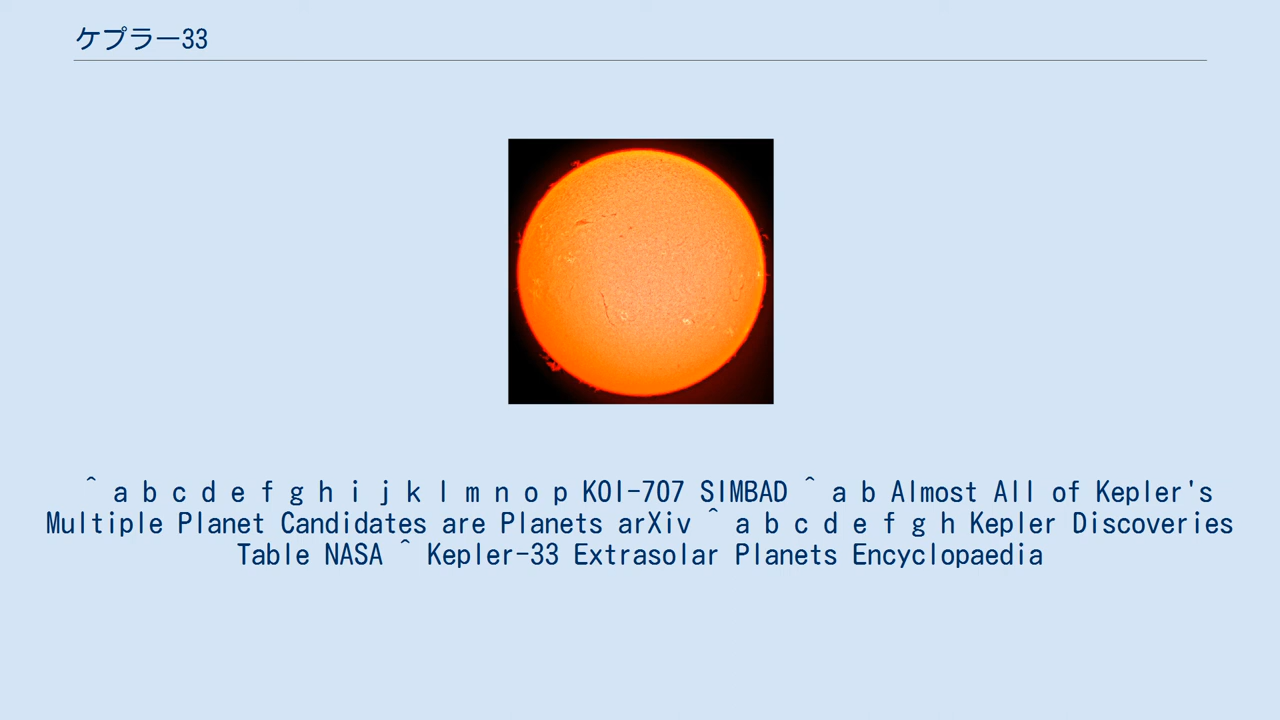 ケプラー33
^ a b c d e f g h i j k l m n o p KOI-707 SIMBAD ^ a b Almost All of Kepler's
Multiple Planet Candidates are Planets arXiv ^ a b c d e f g h Kepler Discoveries
Table NASA ^ Kepler-33 Extrasolar Planets Encyclopaedia